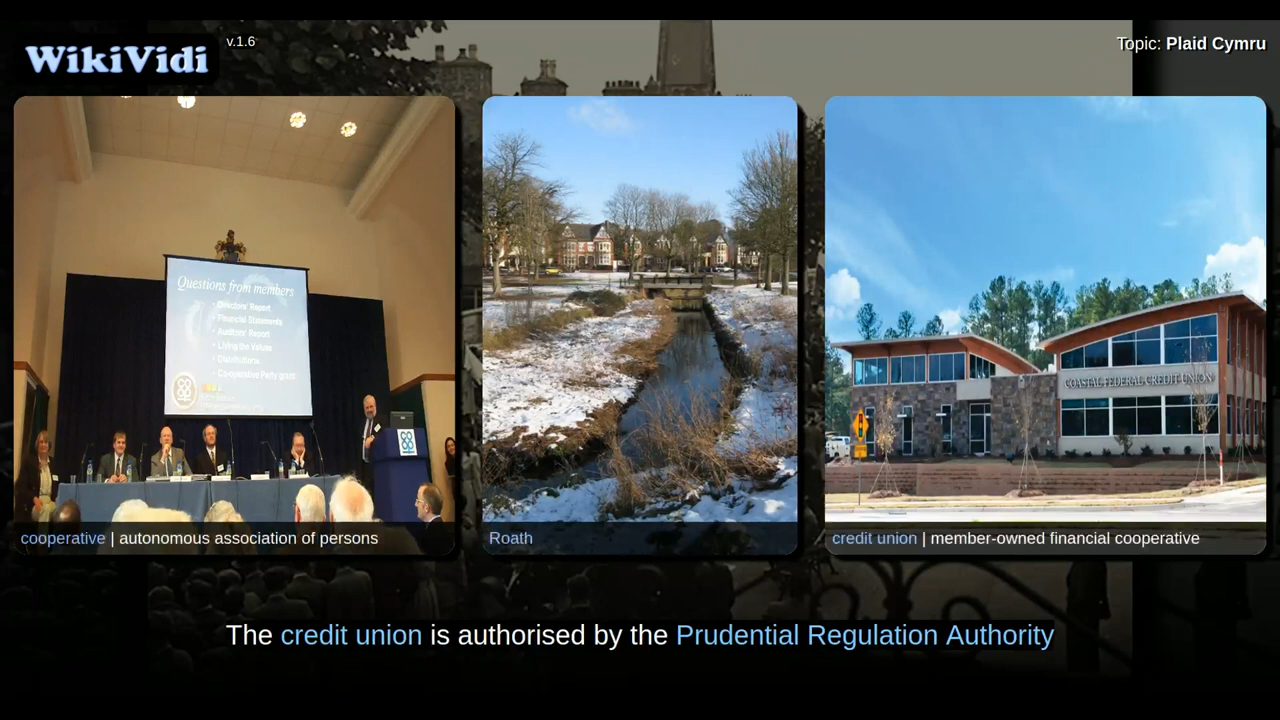 WikiVidi
v.1.6
Topic: Plaid Cymru
Questions from members
• Directors' Report
• Financial Statements
• Auditors' Report
• Living the Values
• Co-operative Party grant
COASTAL FEDERAL CREDIT UNION
cooperative | autonomous association of persons
Roath
credit union | member-owned financial cooperative
The credit union is authorised by the Prudential Regulation Authority